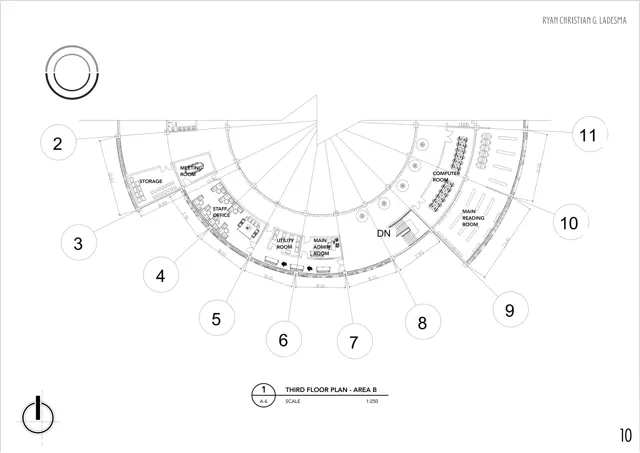 RYAN CHRISTIAN G. LADESMA
2
11
MEETING
ROOM
STORAGE
COMPUTER
ROOM
STAFF
OFFICE
MAIN
READING
ROOM
10
3
DN
UTILITY
ROOM
MAIN
ADMIN
ROOM
4
5
6
7
8
9
1
A-6
THIRD FLOOR PLAN - AREA B
SCALE
1:250
10